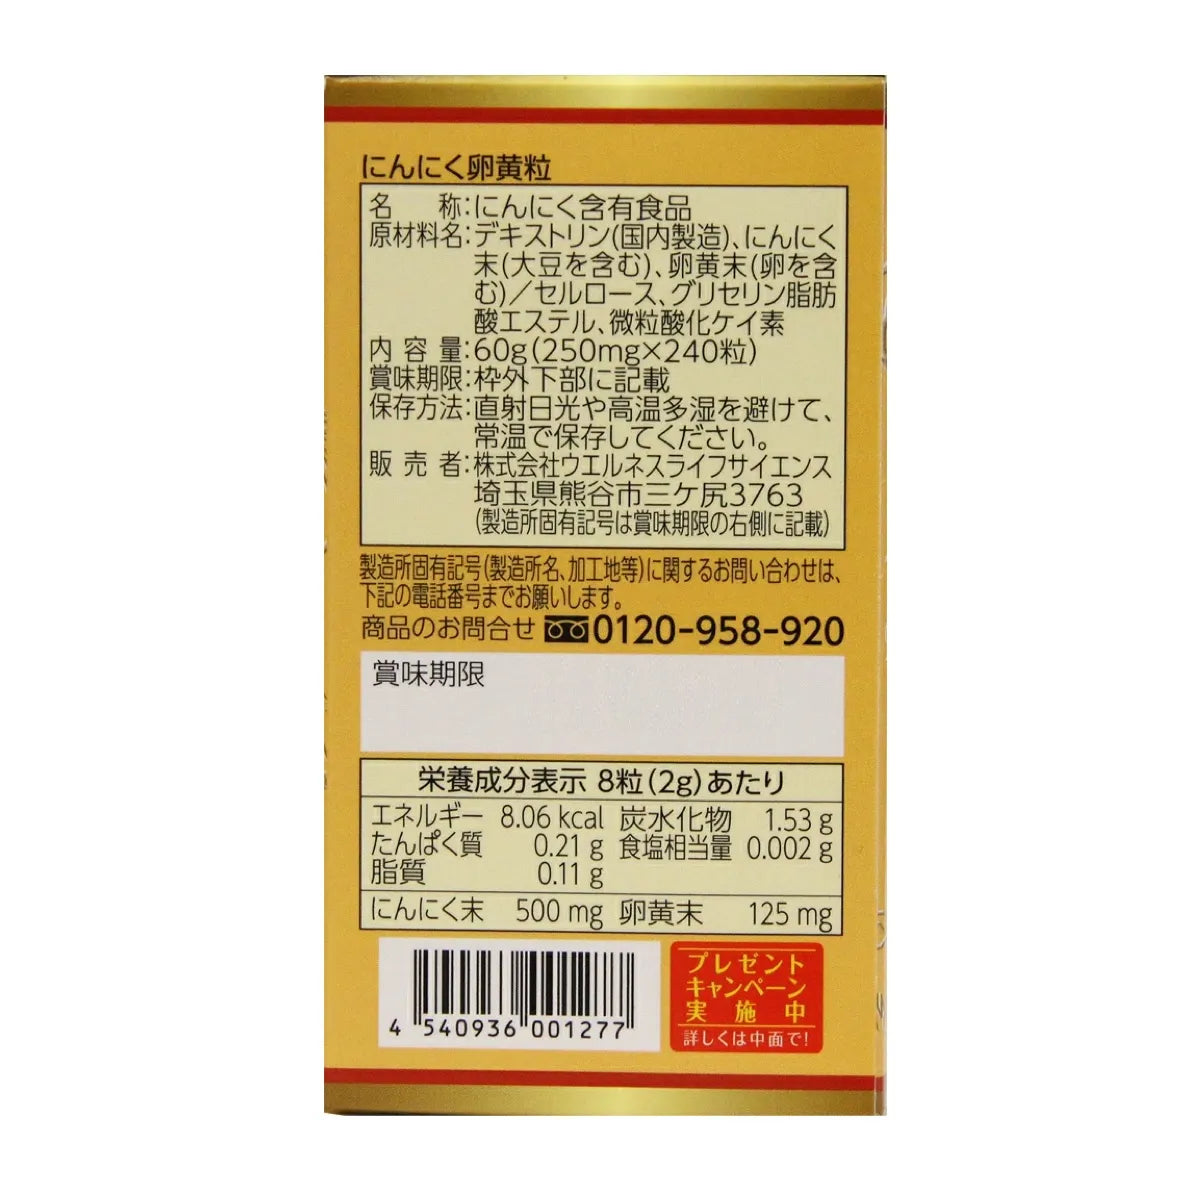 にんにく卵黄粒
名称:にんにく含有食品
原材料名:デキストリン(国内製造)、にんにく
末(大豆を含む)、卵黄末(卵を含
む)／セルロース、グリセリン脂肪
酸エステル、微粒酸化ケイ素
内容量:60g(250mg×240粒)
賞味期限:枠外下部に記載
保存方法:直射日光や高温多湿を避けて、
常温で保存してください。
販売者:株式会社ウエルネスライフサイエンス
埼玉県熊谷市三ケ尻3763
(製造所固有記号は賞味期限の右側に記載)
製造所固有記号(製造所名、加工地等)に関するお問い合わせは、
下記の電話番号までお願いします。
商品のお問合せ 0120-958-920
賞味期限
栄養成分表示 8粒(2g)あたり
エネルギー 8.06 kcal 炭水化物 1.53 g
たんぱく質 0.21 g 食塩相当量 0.002 g
脂質 0.11 g
にんにく末 500 mg 卵黄末 125 mg
4 540936 001277
プレゼント
キャンペーン
実施中
詳しくは中面で!